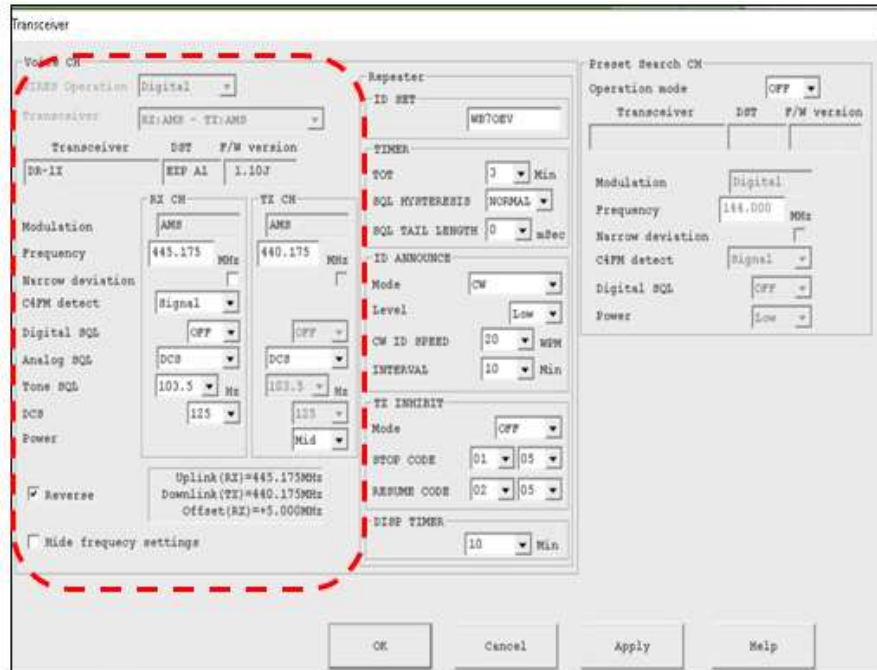 Transceiver
Voice CH
WIRES Operation Digital
Transceiver RX:AMS - TX:AMS
Transceiver DST F/W version
DR-1X EXP A1 1.10J
RX CH TX CH
Modulation AMS AMS
Frequency 445.175 MHz 440.175 MHz
Narrow deviation
C4FM detect Signal
Digital SQL OFF OFF
Analog SQL DCS DCS
Tone SQL 103.5 Hz 103.5 Hz
DCS 125 125
Power Mid
Reverse
Uplink(RX)=445.175MHz
Downlink(TX)=440.175MHz
Offset(RX)=+5.000MHz
Hide frequecy settings
Repeater
ID SET
WD7OEV
TIMER
TOT 3 Min
SQL HYSTERESIS NORMAL
SQL TAIL LENGTH 0 mSec
ID ANNOUNCE
Mode CW
Level Low
CW ID SPEED 20 WPM
INTERVAL 10 Min
TX INHIBIT
Mode OFF
STOP CODE 01 05
RESUME CODE 02 05
DISP TIMER
10 Min
Preset Search CH
Operation mode OFF
Transceiver DST F/W version
Modulation Digital
Frequency 144.000 MHz
Narrow deviation
C4FM detect Signal
Digital SQL OFF
Power Low
OK Cancel Apply Help